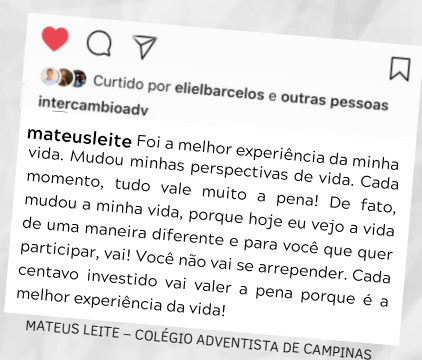 Curtido por elielbarcelos e outras pessoas
intercambioadv
mateusleite Foi a melhor experiência da minha
vida. Mudou minhas perspectivas de vida. Cada
momento, tudo vale muito a pena! De fato,
mudou a minha vida, porque hoje eu vejo a vida
de uma maneira diferente e para você que quer
participar, vai! Você não vai se arrepender. Cada
centavo investido vai valer a pena porque é a
melhor experiência da vida!
MATEUS LEITE – COLÉGIO ADVENTISTA DE CAMPINAS